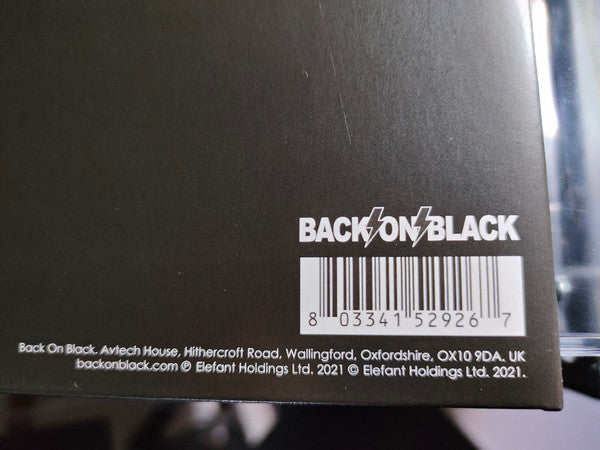 BACK ON BLACK
8 03341 52926 7
Back On Black. Avtech House, Hithercroft Road, Wallingford, Oxfordshire, OX10 9DA. UK
backonblack.com ℗ Elefant Holdings Ltd. 2021 © Elefant Holdings Ltd. 2021.